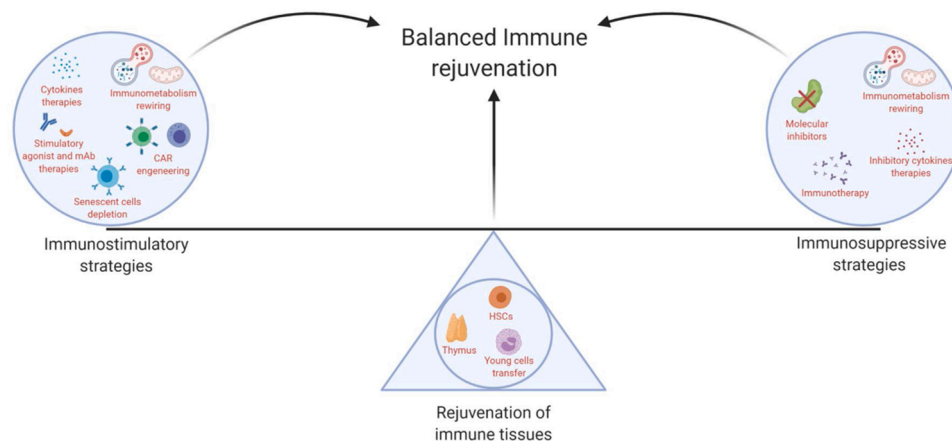 Balanced Immune
rejuvenation
Cytokines
therapies
Immunometabolism
rewiring
Stimulatory
agonist and mAb
therapies
CAR
engeneering
Senescent cells
depletion
Immunostimulatory
strategies
Immunometabolism
rewiring
Molecular
inhibitors
Inhibitory cytokines
therapies
Immunotherapy
Immunosuppressive
strategies
HSCs
Thymus
Young cells
transfer
Rejuvenation of
immune tissues